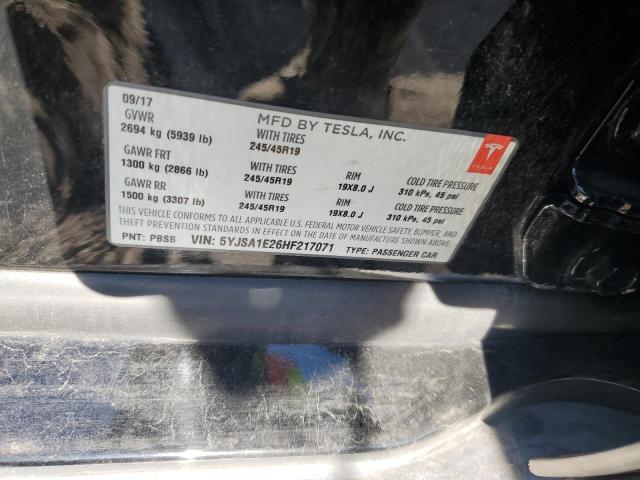 09/17
MFD BY TESLA, INC.
GVWR
2694 kg (5939 lb)
WITH TIRES
245/45R19
GAWR FRT
1300 kg (2866 lb)
WITH TIRES
245/45R19
RIM
19X8.0 J
COLD TIRE PRESSURE
310 kPa, 45 psi
GAWR RR
1500 kg (3307 lb)
WITH TIRES
245/45R19
RIM
19X8.0 J
COLD TIRE PRESSURE
310 kPa, 45 psi
THIS VEHICLE CONFORMS TO ALL APPLICABLE U.S. FEDERAL MOTOR VEHICLE SAFETY, BUMPER, AND
THEFT PREVENTION STANDARDS IN EFFECT ON THE DATE OF MANUFACTURE SHOWN ABOVE.
PNT: PBSB VIN: 5YJSA1E26HF217071 TYPE: PASSENGER CAR
TESLA